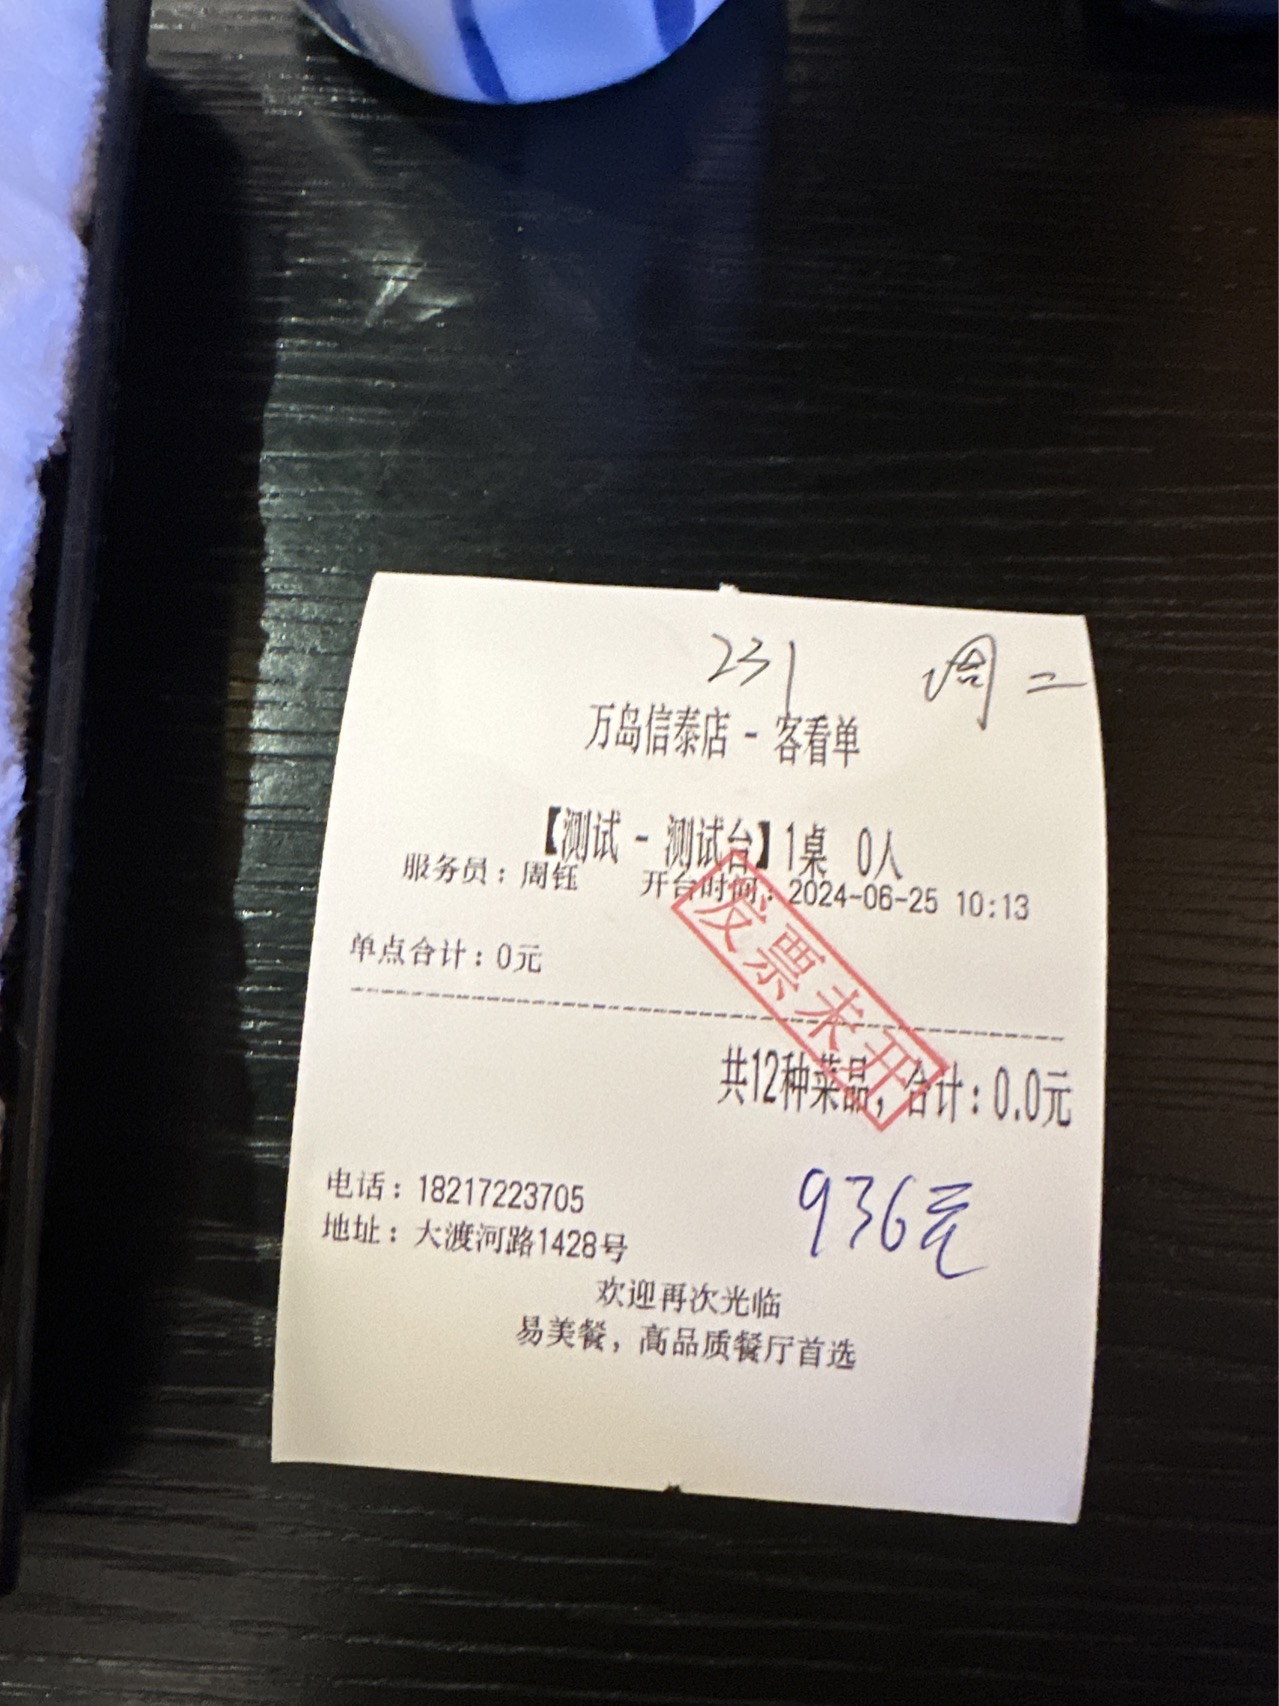 231 周二
万岛信泰店 - 客看单
【测试 - 测试台】1桌 0人
服务员：周钰 开台时间：2024-06-25 10:13
发票未开
单点合计：0元
共12种菜品，合计：0.0元
936元
电话：18217223705
地址：大渡河路1428号
欢迎再次光临
易美餐，高品质餐厅首选